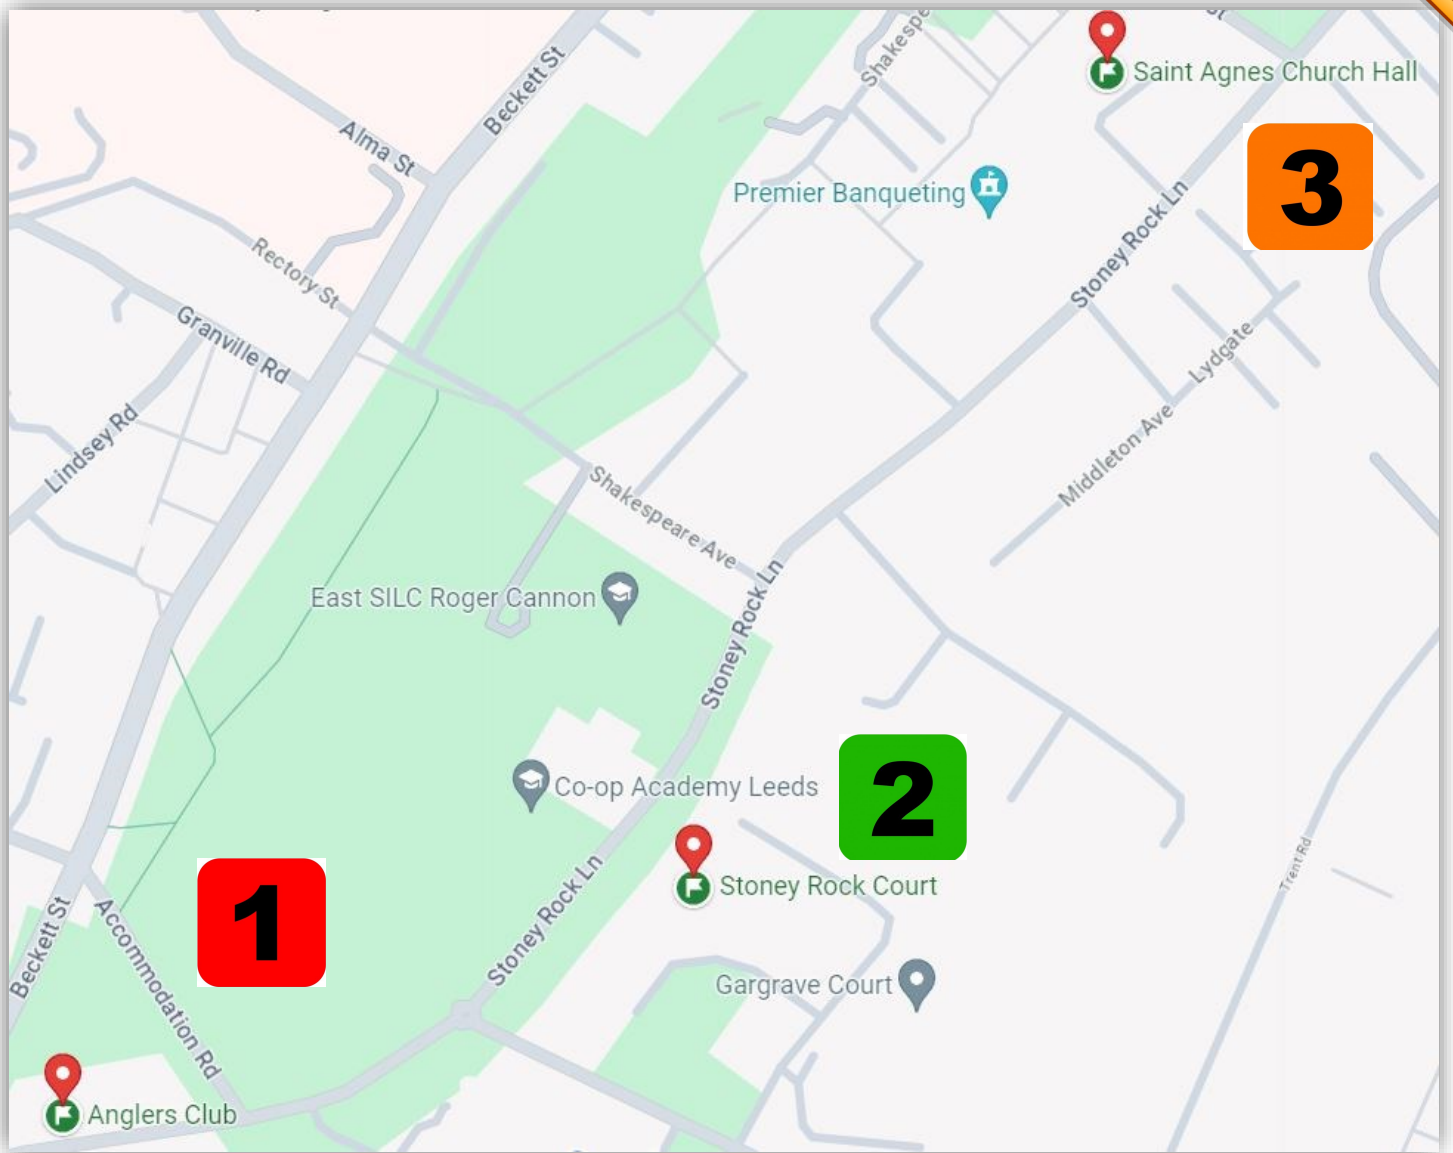 Shakespe
St
Saint Agnes Church Hall
Beckett St
Alma St
3
Premier Banqueting
Stoney Rock Ln
Rectory St
Granville Rd
Lydgate
Lindsey Rd
Middleton Ave
Shakespeare Ave
East SILC Roger Cannon
Stoney Rock Ln
2
Co-op Academy Leeds
Trent Rd
Stoney Rock Court
1
Stoney Rock Ln
Beckett St
Accommodation Rd
Gargrave Court
Anglers Club